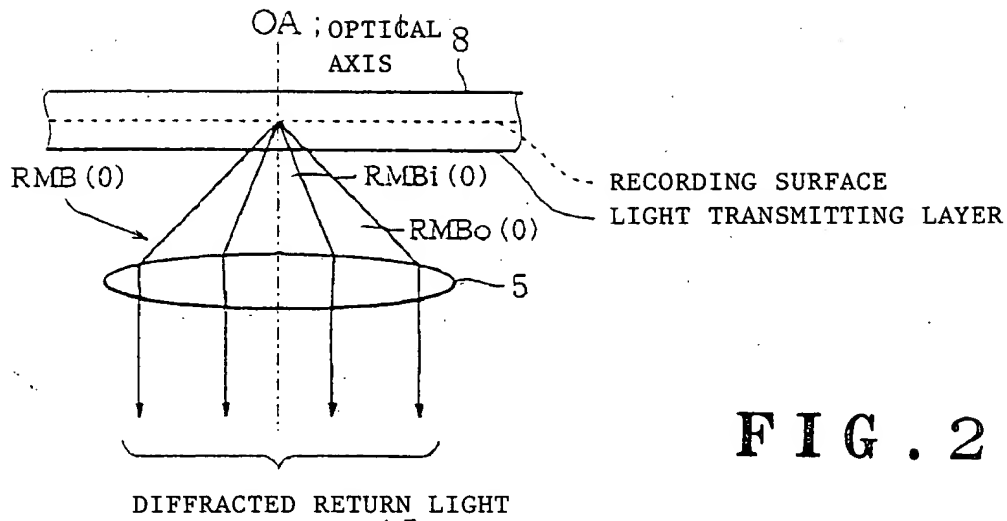 OA ; OPTICAL
AXIS
8
RMB(0)
RMBi(0)
RMBo(0)
RECORDING SURFACE
LIGHT TRANSMITTING LAYER
5
FIG.2
DIFFRACTED RETURN LIGHT